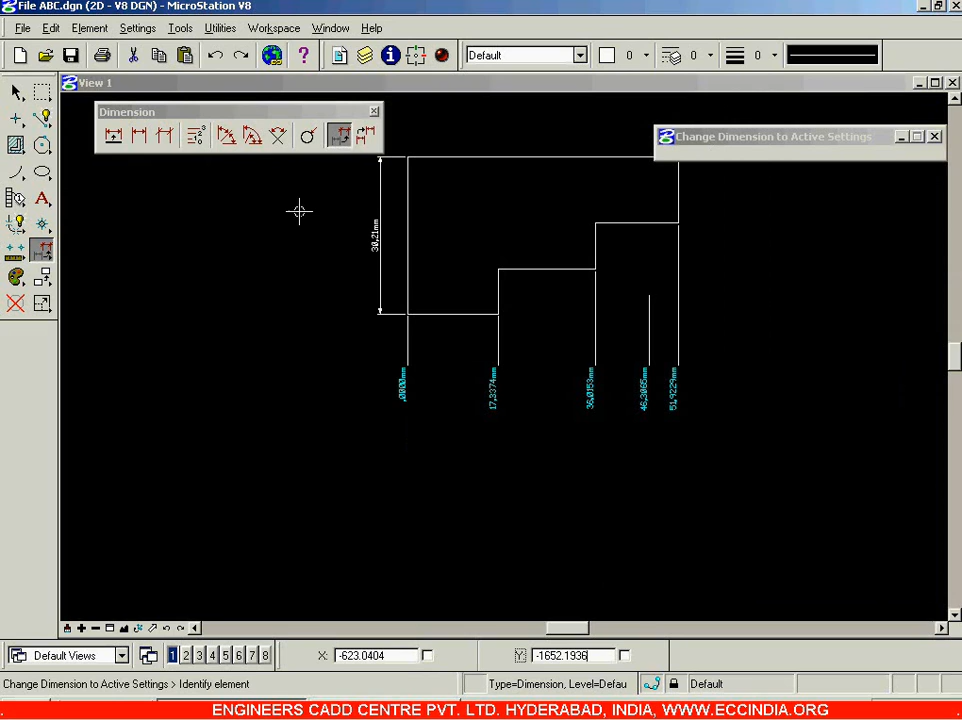 File ABC.dgn (2D - V8 DGN) - MicroStation V8
File Edit Element Settings Tools Utilities Workspace Window Help
Default 0 0 0
View 1
Dimension
Change Dimension to Active Settings
30,21mm
,0000mm
17,3374mm
36,0153mm
46,3065mm
51,9229mm
Default Views 1 2 3 4 5 6 7 8 X: -623.0404 Y: -1652.1936
Change Dimension to Active Settings > Identify element Type=Dimension, Level=Defau Default
ENGINEERS CADD CENTRE PVT. LTD. HYDERABAD, INDIA, WWW.ECCINDIA.ORG